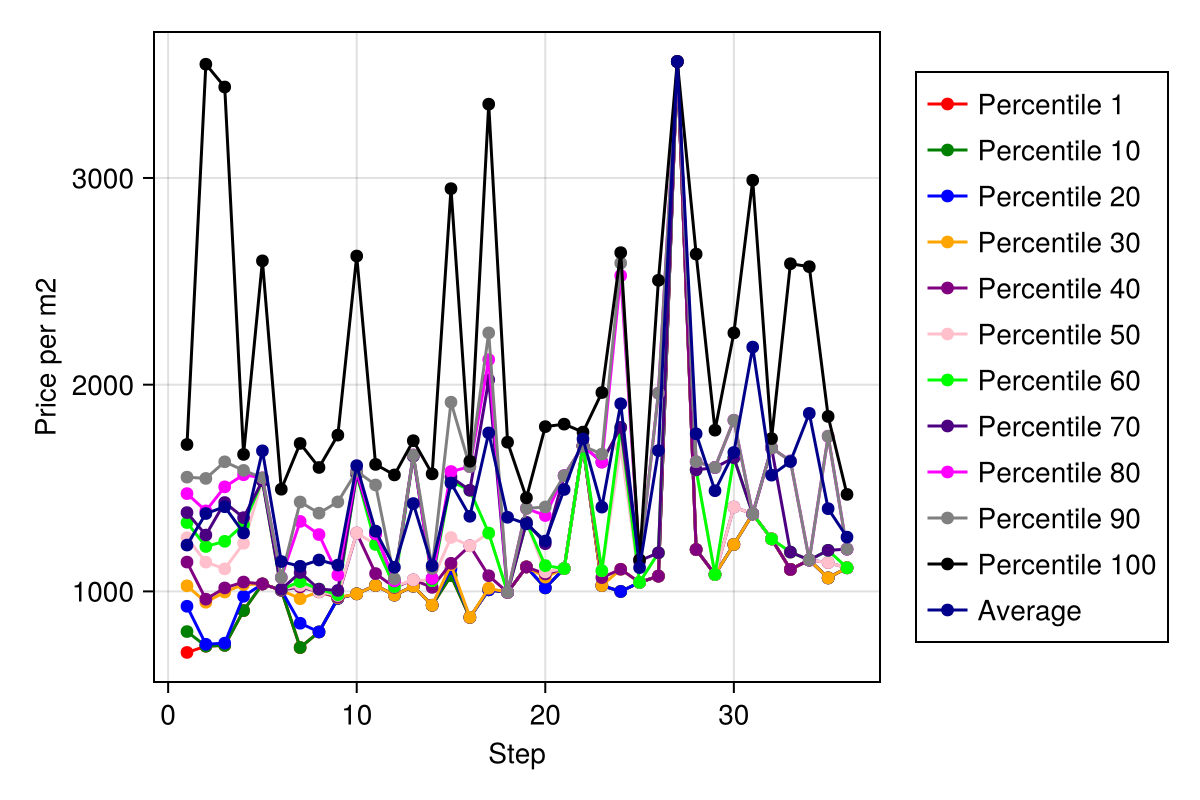 3000
2000
1000
Price per m2
0 10 20 30
Step
Percentile 1
Percentile 10
Percentile 20
Percentile 30
Percentile 40
Percentile 50
Percentile 60
Percentile 70
Percentile 80
Percentile 90
Percentile 100
Average